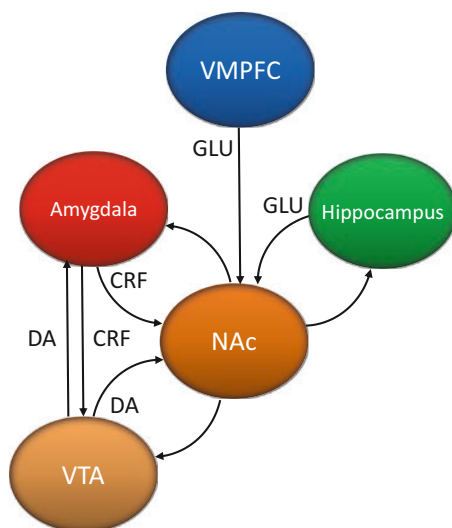 VMPFC
GLU
Amygdala
GLU
Hippocampus
CRF
DA
CRF
NAc
DA
VTA